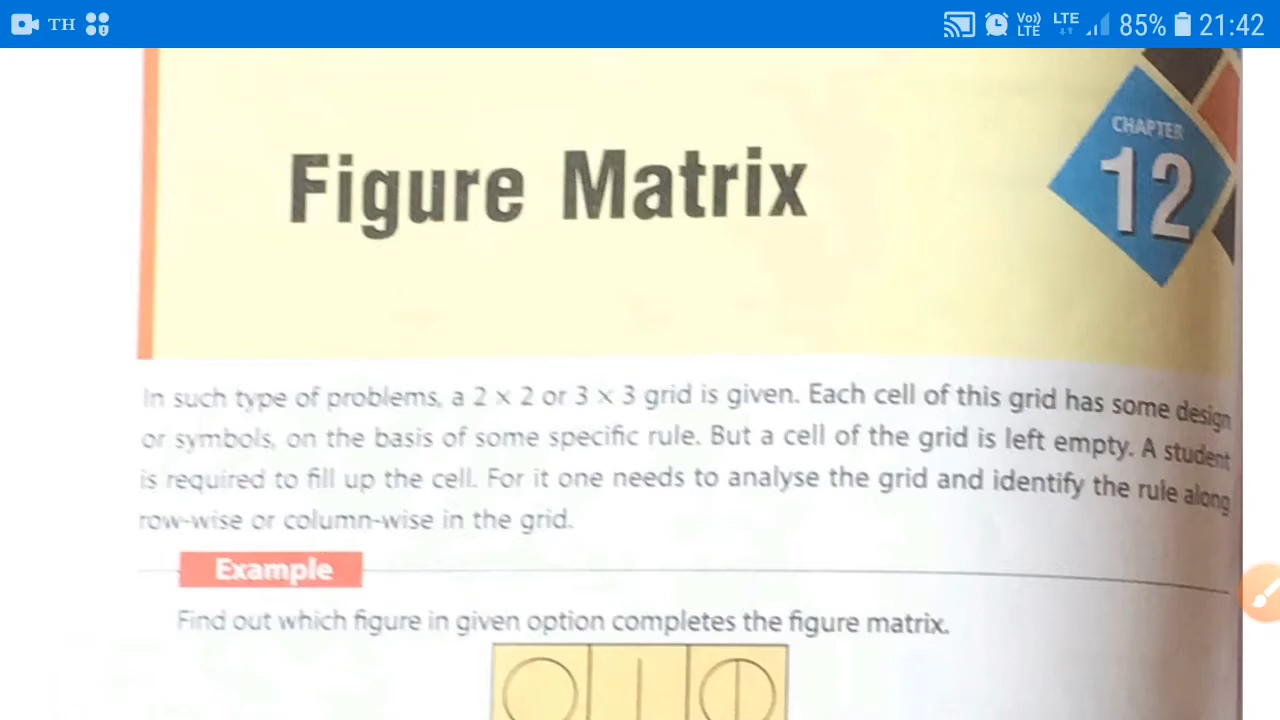 TH Vo)) LTE LTE 85% 21:42
CHAPTER
12
Figure Matrix
In such type of problems, a 2 × 2 or 3 × 3 grid is given. Each cell of this grid has some design
or symbols, on the basis of some specific rule. But a cell of the grid is left empty. A student
is required to fill up the cell. For it one needs to analyse the grid and identify the rule along
row-wise or column-wise in the grid.
Example
Find out which figure in given option completes the figure matrix.